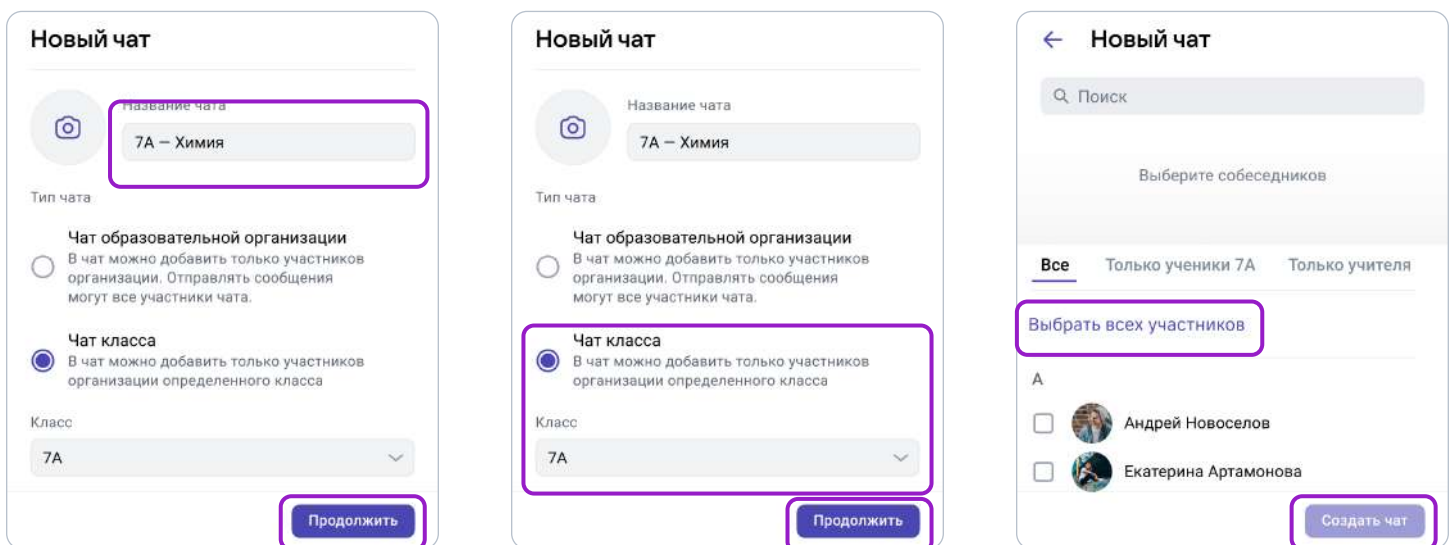 Новый чат
Название чата
7А — Химия
Тип чата
Чат образовательной организации
В чат можно добавить только участников
организации. Отправлять сообщения
могут все участники чата.
Чат класса
В чат можно добавить только участников
организации определенного класса
Класс
7А
Продолжить
Новый чат
Название чата
7А — Химия
Тип чата
Чат образовательной организации
В чат можно добавить только участников
организации. Отправлять сообщения
могут все участники чата.
Чат класса
В чат можно добавить только участников
организации определенного класса
Класс
7А
Продолжить
Новый чат
Поиск
Выберите собеседников
Все Только ученики 7А Только учителя
Выбрать всех участников
А
Андрей Новоселов
Екатерина Артамонова
Создать чат